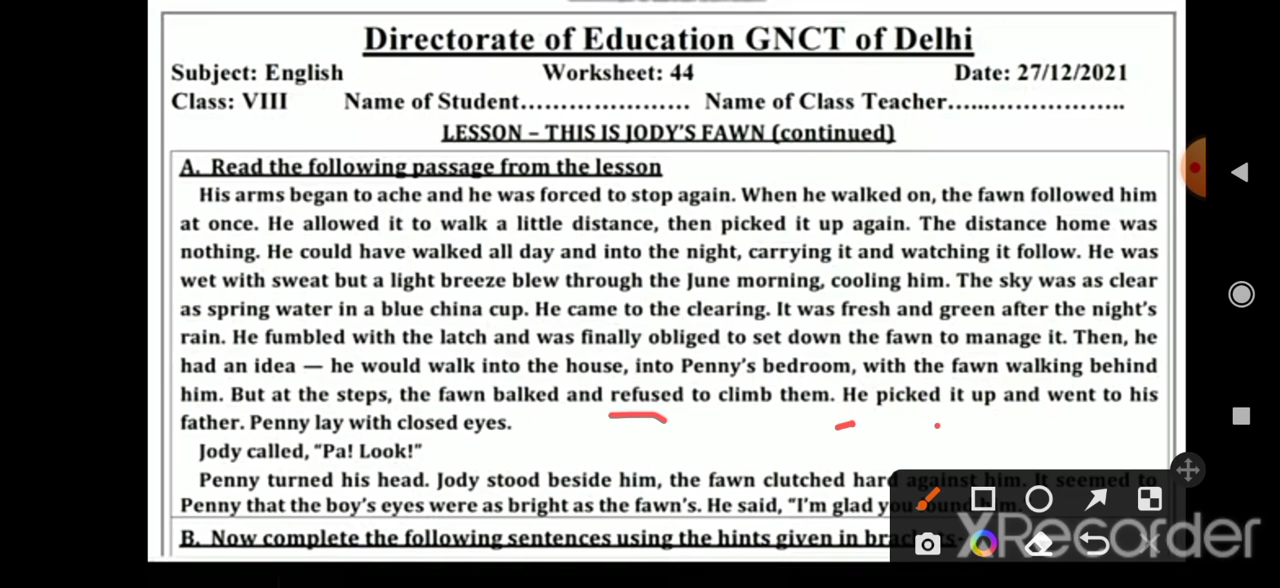 Directorate of Education GNCT of Delhi
Subject: English Worksheet: 44 Date: 27/12/2021
Class: VIII Name of Student..................... Name of Class Teacher.....................
LESSON – THIS IS JODY'S FAWN (continued)
A. Read the following passage from the lesson
His arms began to ache and he was forced to stop again. When he walked on, the fawn followed him
at once. He allowed it to walk a little distance, then picked it up again. The distance home was
nothing. He could have walked all day and into the night, carrying it and watching it follow. He was
wet with sweat but a light breeze blew through the June morning, cooling him. The sky was as clear
as spring water in a blue china cup. He came to the clearing. It was fresh and green after the night's
rain. He fumbled with the latch and was finally obliged to set down the fawn to manage it. Then, he
had an idea — he would walk into the house, into Penny's bedroom, with the fawn walking behind
him. But at the steps, the fawn balked and refused to climb them. He picked it up and went to his
father. Penny lay with closed eyes.
Jody called, "Pa! Look!"
Penny turned his head. Jody stood beside him, the fawn clutched hard against him. It seemed to
Penny that the boy's eyes were as bright as the fawn's. He said, "I'm glad you found him.
B. Now complete the following sentences using the hints given in brackets-
XRecorder